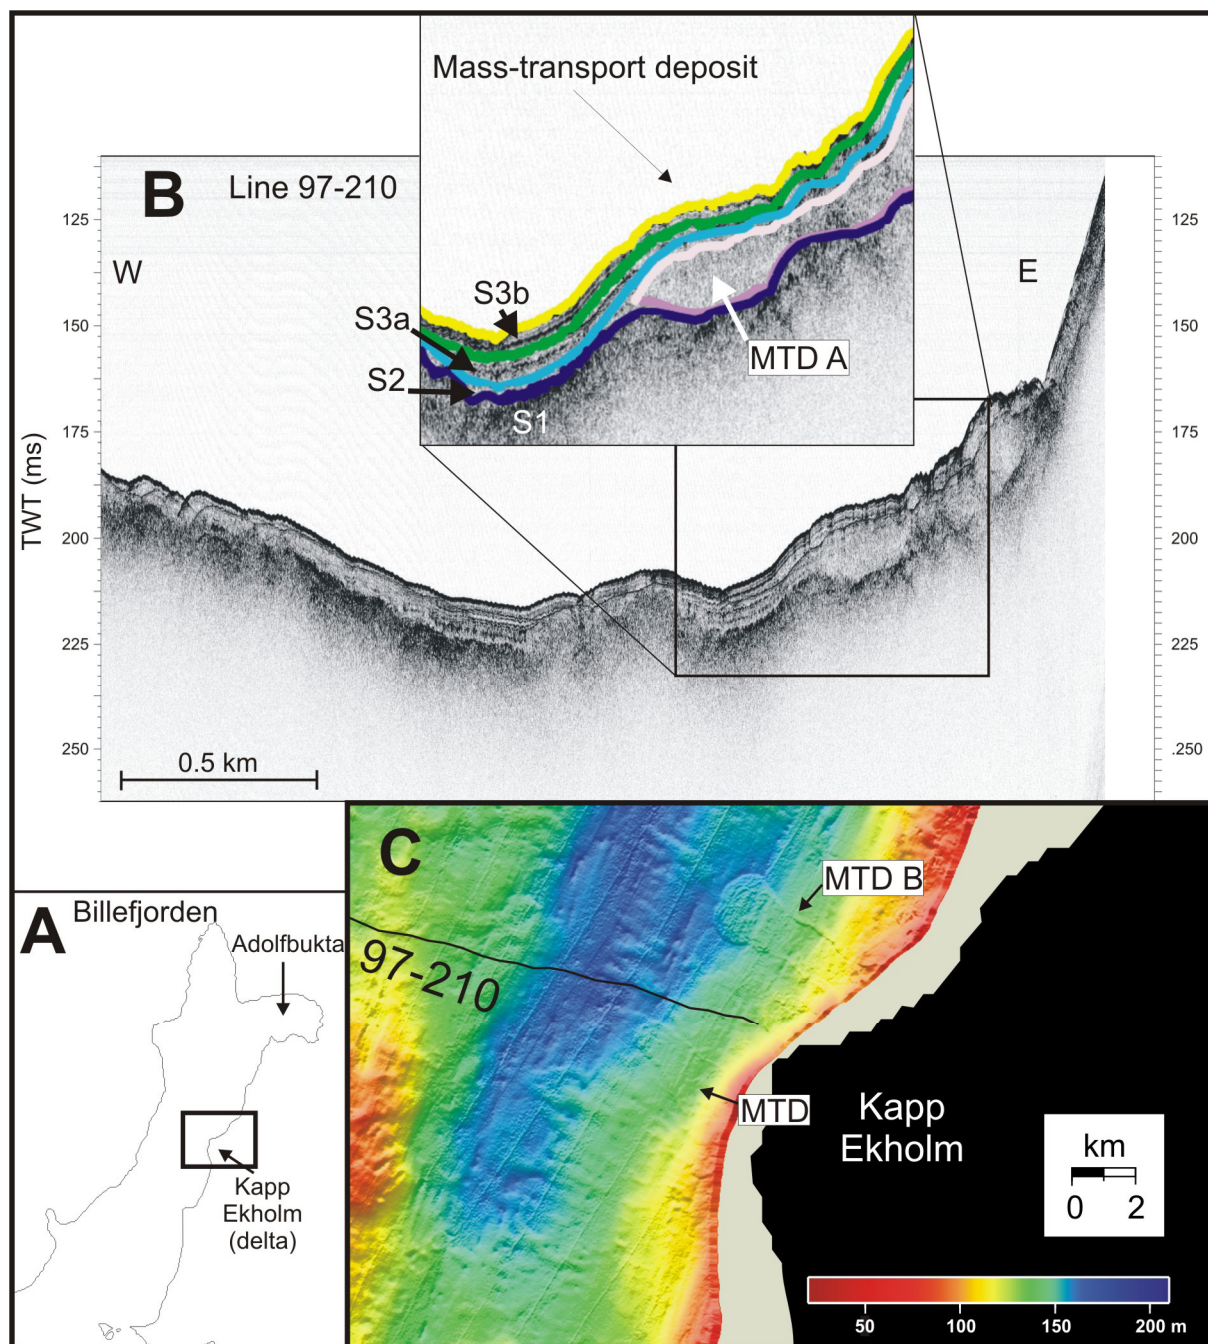 Mass-transport deposit
B
Line 97-210
W
E
S3b
S3a
S2
S1
MTD A
TWT (ms)
125
150
175
200
225
250
125
150
175
200
225
.250
0.5 km
A
Billefjorden
Adolfbukta
Kapp
Ekholm
(delta)
C
97-210
MTD B
MTD
Kapp
Ekholm
km
0 2
50 100 150 200 m